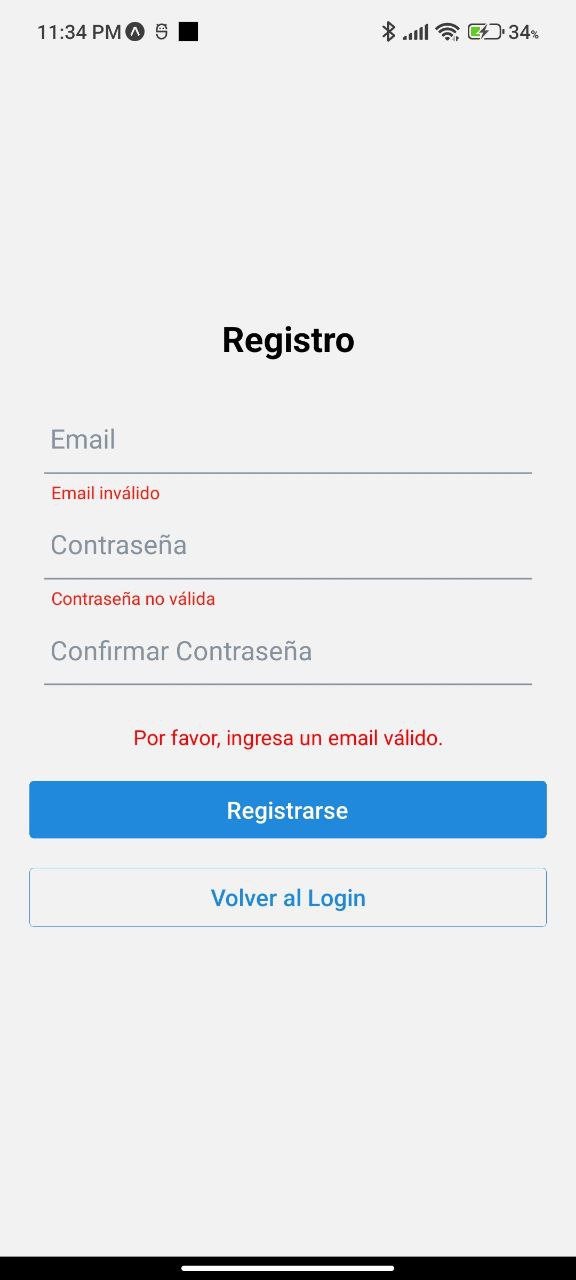 11:34 PM 34%
Registro
Email
Email inválido
Contraseña
Contraseña no válida
Confirmar Contraseña
Por favor, ingresa un email válido.
Registrarse
Volver al Login